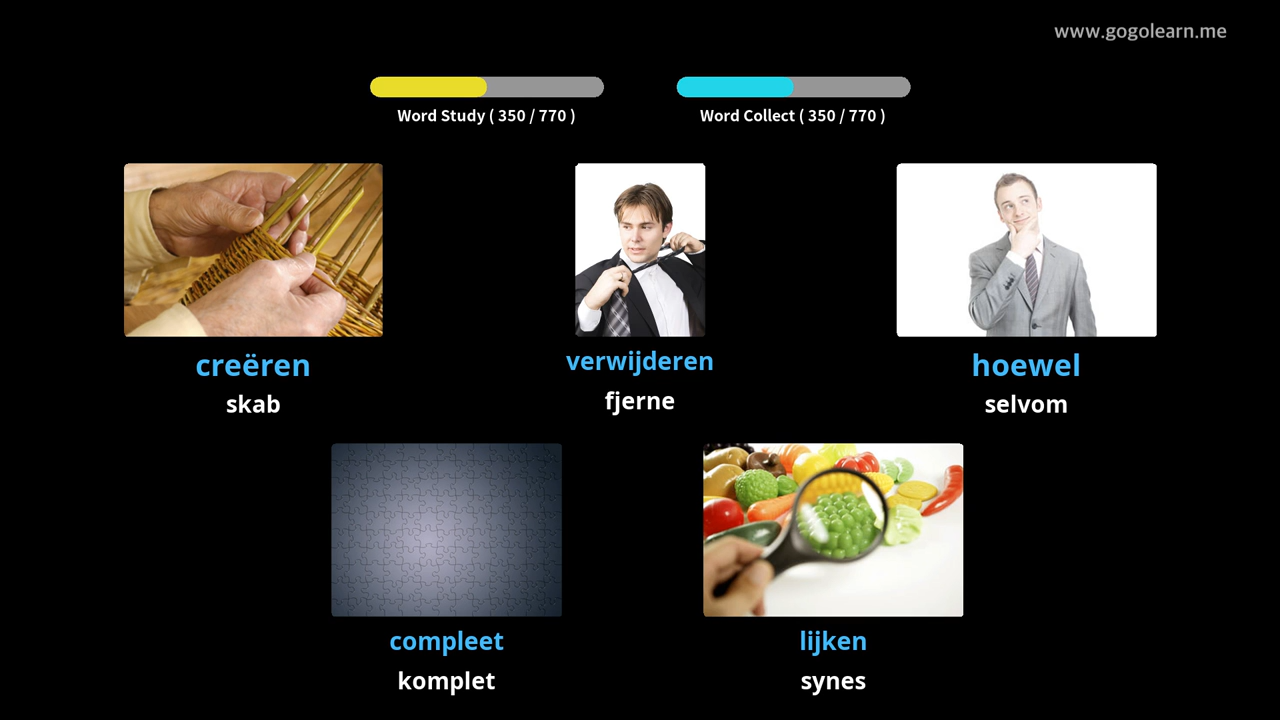 www.gogolearn.me
Word Study ( 350 / 770 )
Word Collect ( 350 / 770 )
creëren
skab
verwijderen
fjerne
hoewel
selvom
compleet
komplet
lijken
synes